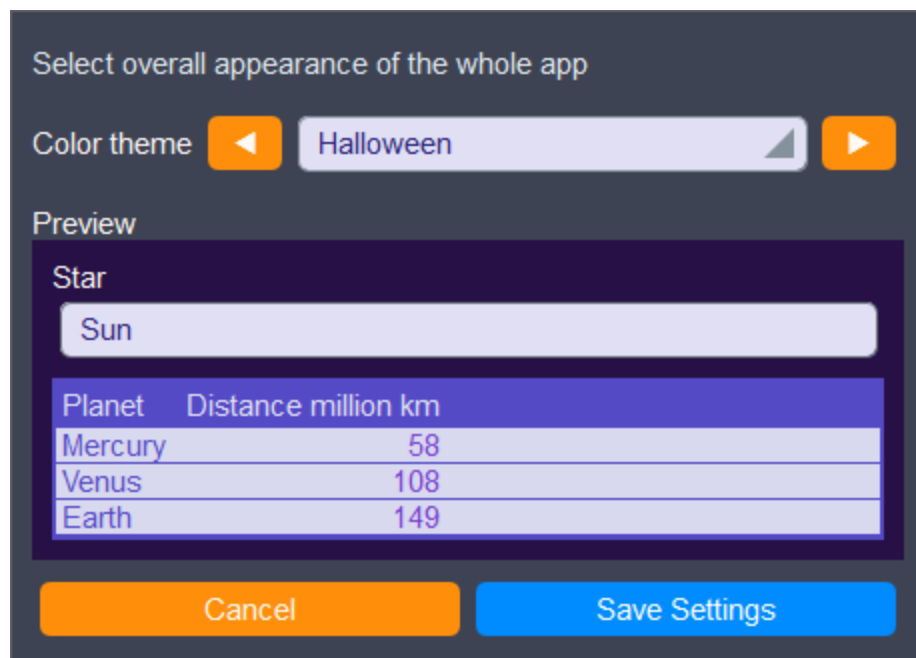 Select overall appearance of the whole app
Color theme Halloween
Preview
Star
Sun
Planet Distance million km
Mercury 58
Venus 108
Earth 149
Cancel Save Settings